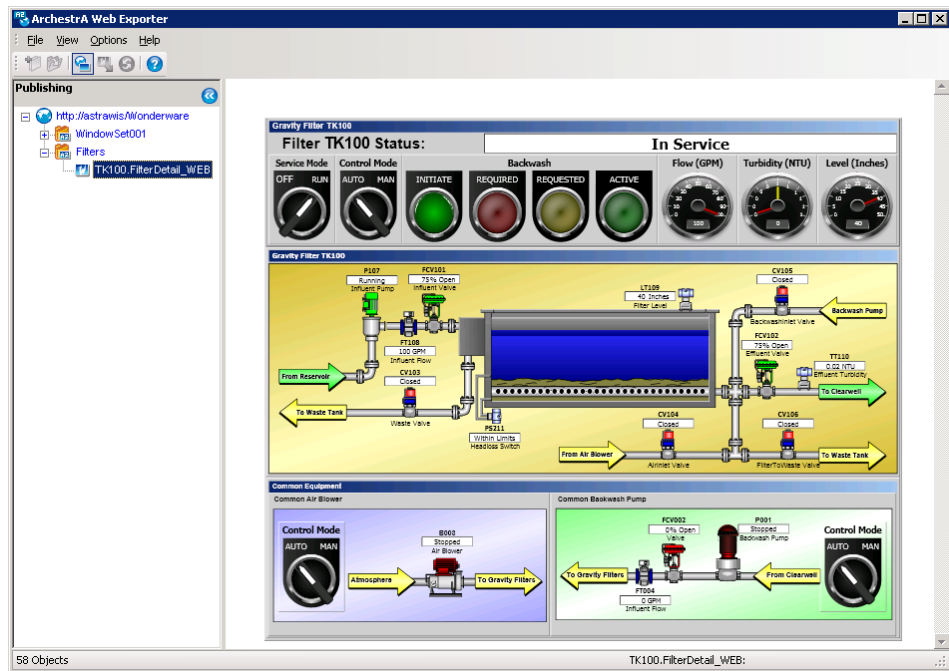 ArchestrA Web Exporter
File View Options Help
Publishing
http://astrawis/Wonderware
WindowSet001
Filters
TK100.FilterDetail_WEB
Gravity Filter TK100
Filter TK100 Status: In Service
Service Mode Control Mode Backwash Flow (GPM) Turbidity (NTU) Level (Inches)
OFF RUN AUTO MAN INITIATE REQUIRED REQUESTED ACTIVE
100 0 40
Gravity Filter TK100
P107
Running
Influent Pump
FCV101
75% Open
Influent Valve
FT108
100 GPM
Influent Flow
From Reservoir
CV103
Closed
Waste Valve
To Waste Tank
LT109
40 Inches
Filter Level
PS211
Within Limits
Headloss Switch
CV105
Closed
BackwashInlet Valve
Backwash Pump
FCV102
75% Open
Effluent Valve
TT110
0.02 NTU
Effluent Turbidity
To Clearwell
CV104
Closed
AirInlet Valve
From Air Blower
CV106
Closed
FilterToWaste Valve
To Waste Tank
Common Equipment
Common Air Blower
Control Mode
AUTO MAN
Atmosphere
B003
Stopped
Air Blower
To Gravity Filters
Common Backwash Pump
FCV002
0% Open
Valve
P001
Stopped
Backwash Pump
To Gravity Filters
FT004
0 GPM
Influent Flow
From Clearwell
Control Mode
AUTO MAN
58 Objects
TK100.FilterDetail_WEB: